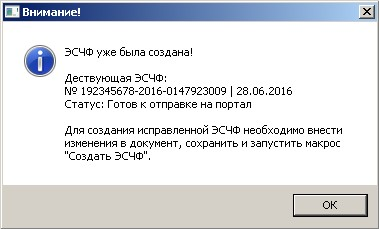 Внимание!
ЭСЧФ уже была создана!
Дествующая ЭСЧФ:
№ 192345678-2016-0147923009 | 28.06.2016
Статус: Готов к отправке на портал
Для создания исправленной ЭСЧФ необходимо внести
изменения в документ, сохранить и запустить макрос
"Создать ЭСЧФ".
OK